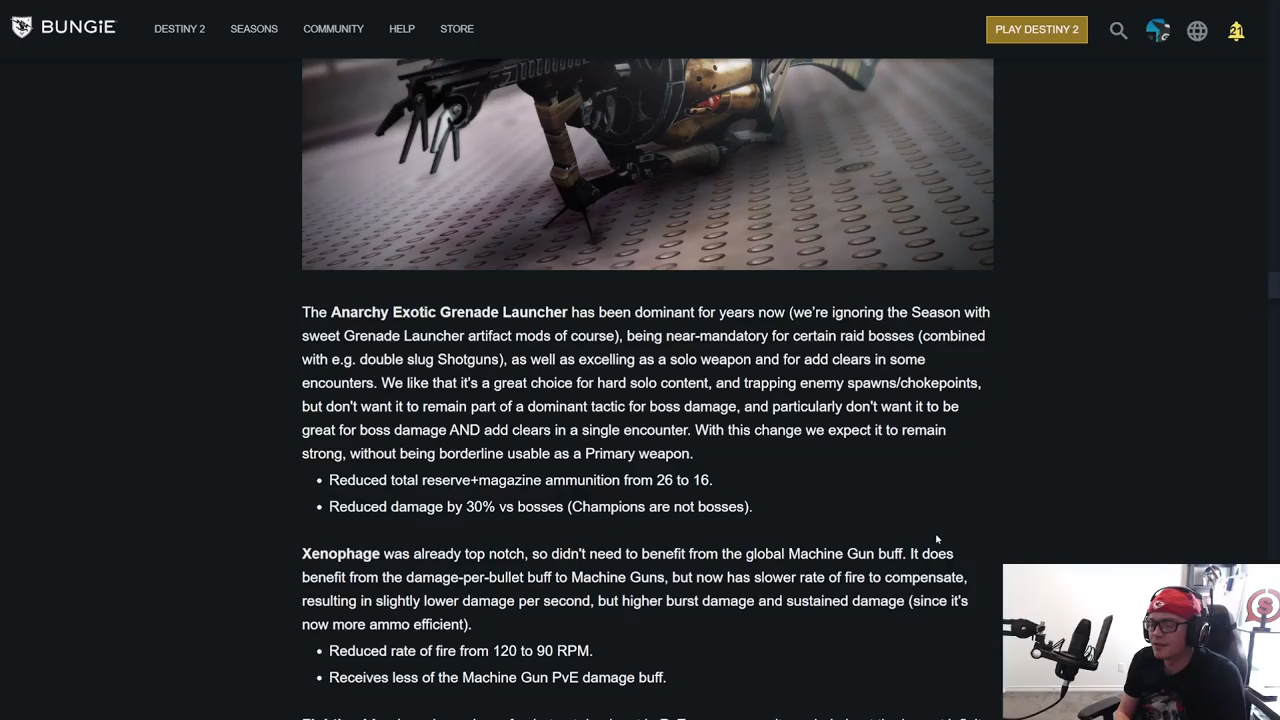 BUNGiE
DESTINY 2 SEASONS COMMUNITY HELP STORE
PLAY DESTINY 2
21
The Anarchy Exotic Grenade Launcher has been dominant for years now (we're ignoring the Season with
sweet Grenade Launcher artifact mods of course), being near-mandatory for certain raid bosses (combined
with e.g. double slug Shotguns), as well as excelling as a solo weapon and for add clears in some
encounters. We like that it's a great choice for hard solo content, and trapping enemy spawns/chokepoints,
but don't want it to remain part of a dominant tactic for boss damage, and particularly don't want it to be
great for boss damage AND add clears in a single encounter. With this change we expect it to remain
strong, without being borderline usable as a Primary weapon.
• Reduced total reserve+magazine ammunition from 26 to 16.
• Reduced damage by 30% vs bosses (Champions are not bosses).
Xenophage was already top notch, so didn't need to benefit from the global Machine Gun buff. It does
benefit from the damage-per-bullet buff to Machine Guns, but now has slower rate of fire to compensate,
resulting in slightly lower damage per second, but higher burst damage and sustained damage (since it's
now more ammo efficient).
• Reduced rate of fire from 120 to 90 RPM.
• Receives less of the Machine Gun PvE damage buff.